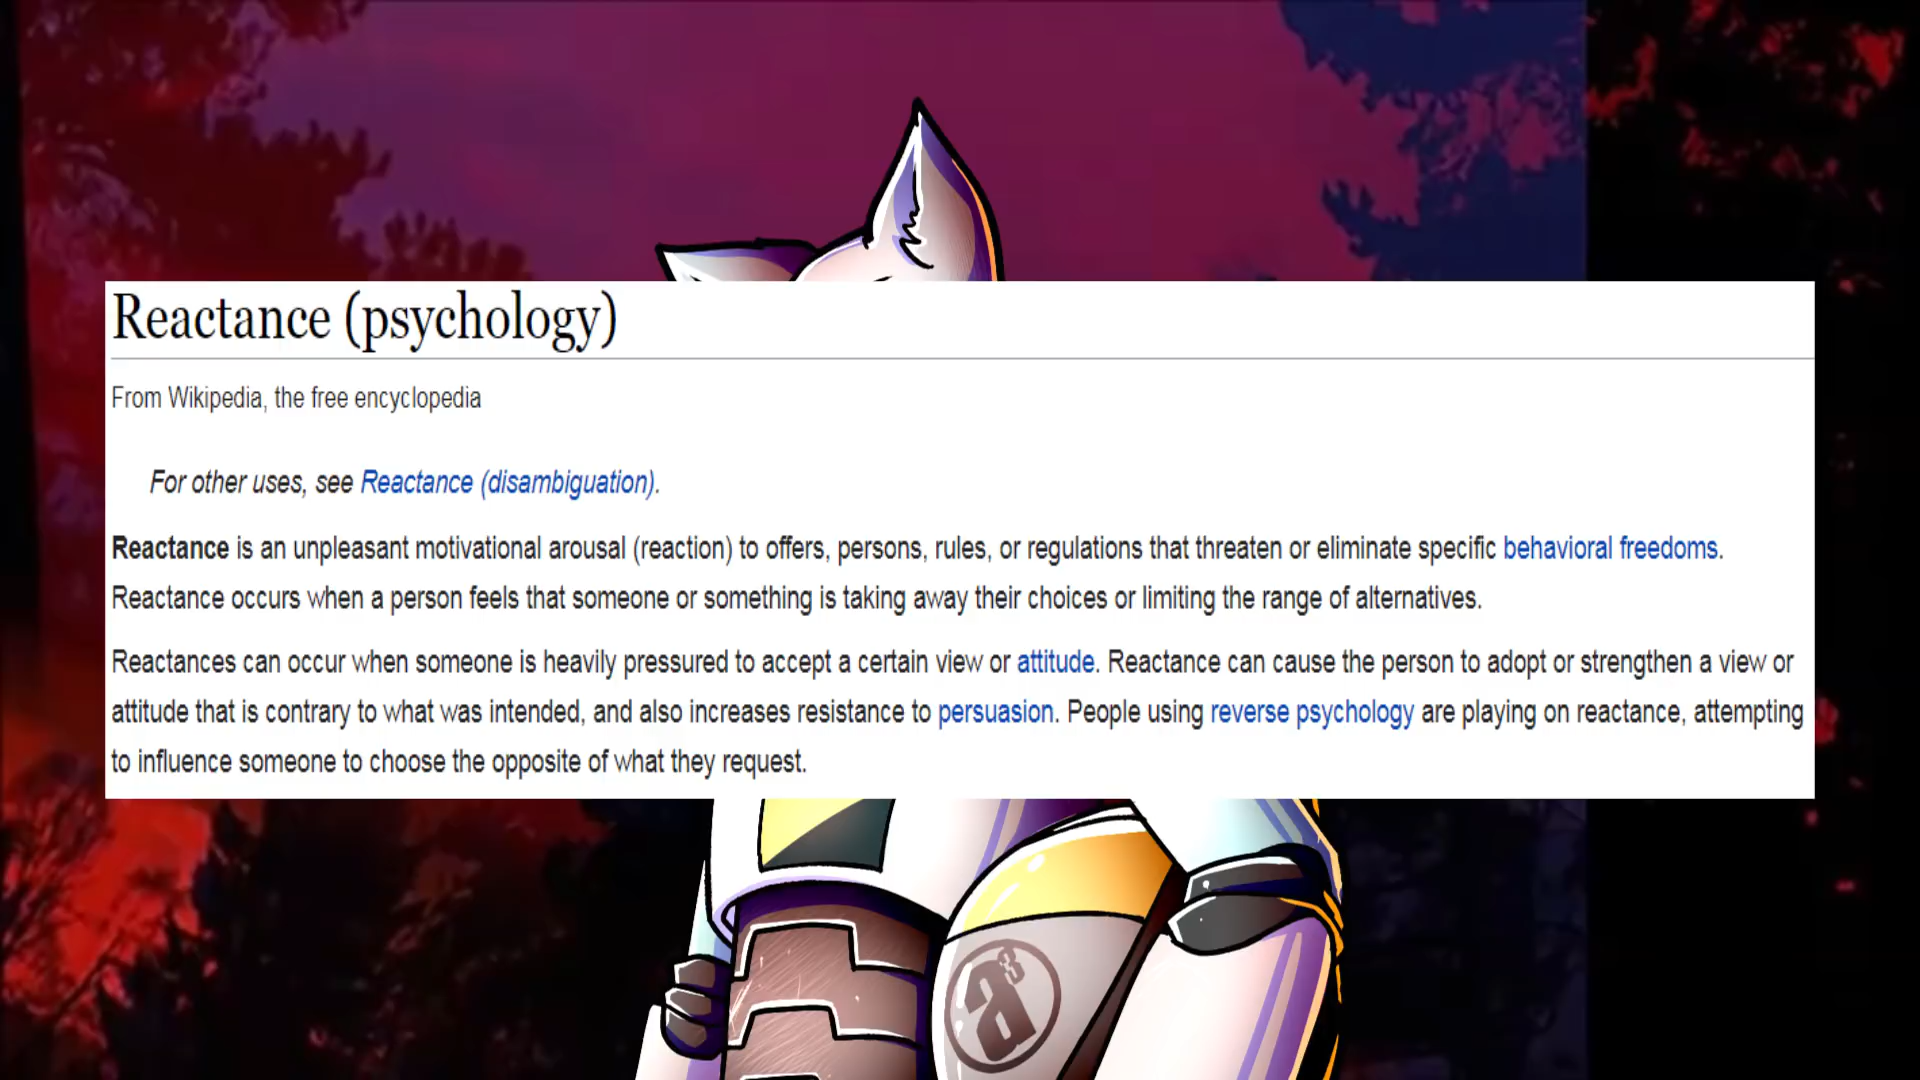 Reactance (psychology)
From Wikipedia, the free encyclopedia
For other uses, see Reactance (disambiguation).
Reactance is an unpleasant motivational arousal (reaction) to offers, persons, rules, or regulations that threaten or eliminate specific behavioral freedoms.
Reactance occurs when a person feels that someone or something is taking away their choices or limiting the range of alternatives.
Reactances can occur when someone is heavily pressured to accept a certain view or attitude. Reactance can cause the person to adopt or strengthen a view or
attitude that is contrary to what was intended, and also increases resistance to persuasion. People using reverse psychology are playing on reactance, attempting
to influence someone to choose the opposite of what they request.
a³